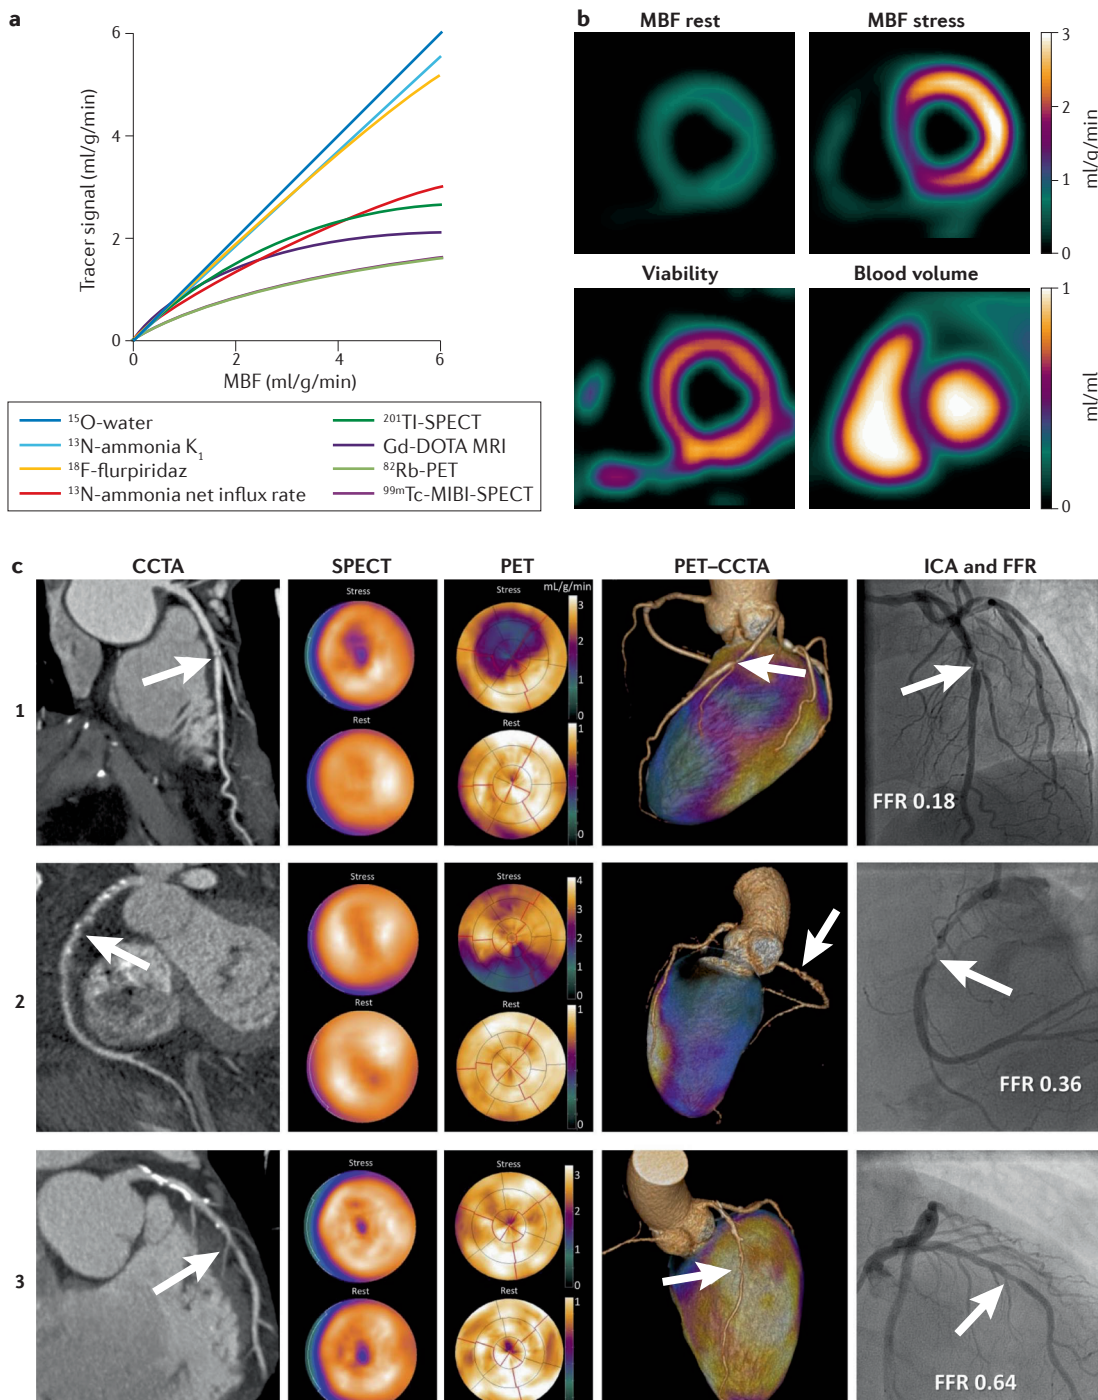 a
6
4
2
0
Tracer signal (ml/g/min)
0 2 4 6
MBF (ml/g/min)
¹⁵O-water
¹³N-ammonia K₁
¹⁸F-flurpiridaz
¹³N-ammonia net influx rate
²⁰¹Tl-SPECT
Gd-DOTA MRI
⁸²Rb-PET
⁹⁹ᵐTc-MIBI-SPECT
b
MBF rest
MBF stress
3
2
1
0
ml/g/min
Viability
Blood volume
1
0
ml/ml
c
CCTA
SPECT
PET
PET–CCTA
ICA and FFR
1
Stress
Rest
Stress
mL/g/min
3
2
1
0
Rest
1
0
FFR 0.18
2
Stress
Rest
Stress
4
3
2
1
0
Rest
1
0
FFR 0.36
3
Stress
Rest
Stress
3
2
1
0
Rest
1
FFR 0.64